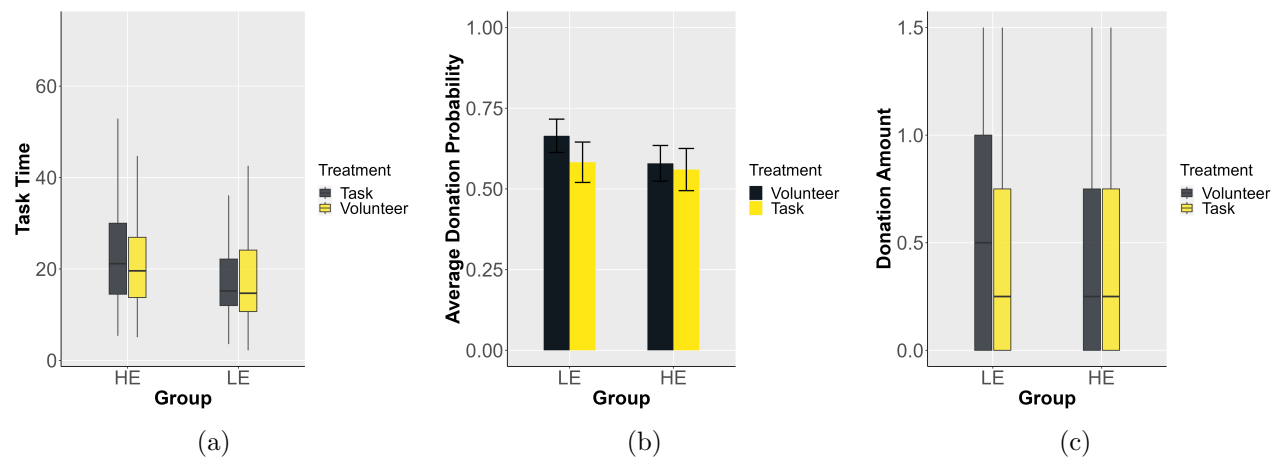 Task Time
60
40
20
0
HE LE
Group
Treatment
Task
Volunteer
(a)
Average Donation Probability
1.00
0.75
0.50
0.25
0.00
LE HE
Group
Treatment
Volunteer
Task
(b)
Donation Amount
1.5
1.0
0.5
0.0
LE HE
Group
Treatment
Volunteer
Task
(c)